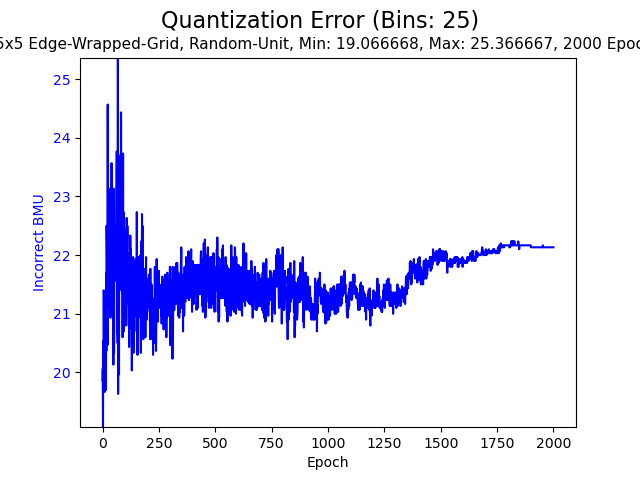 Quantization Error (Bins: 25)
5x5 Edge-Wrapped-Grid, Random-Unit, Min: 19.066668, Max: 25.366667, 2000 Epoc
25
24
23
22
21
20
Incorrect BMU
0 250 500 750 1000 1250 1500 1750 2000
Epoch